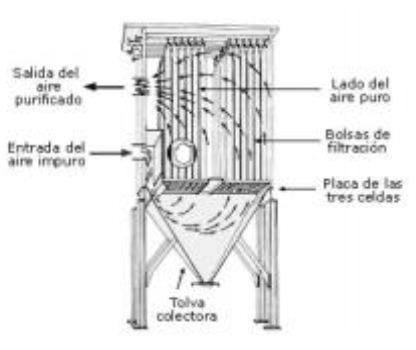 Salida del
aire
purificado
Entrada del
aire impuro
Lado del
aire puro
Bolsas de
filtración
Placa de las
tres celdas
Tolva
colectora